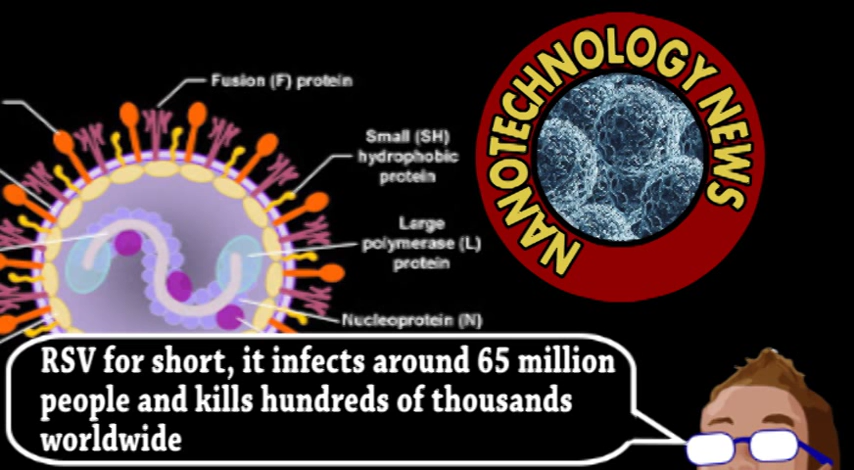 Fusion (F) protein
Small (SH)
hydrophobic
protein
Large
polymerase (L)
protein
Nucleoprotein (N)
NANOTECHNOLOGY NEWS
RSV for short, it infects around 65 million
people and kills hundreds of thousands
worldwide